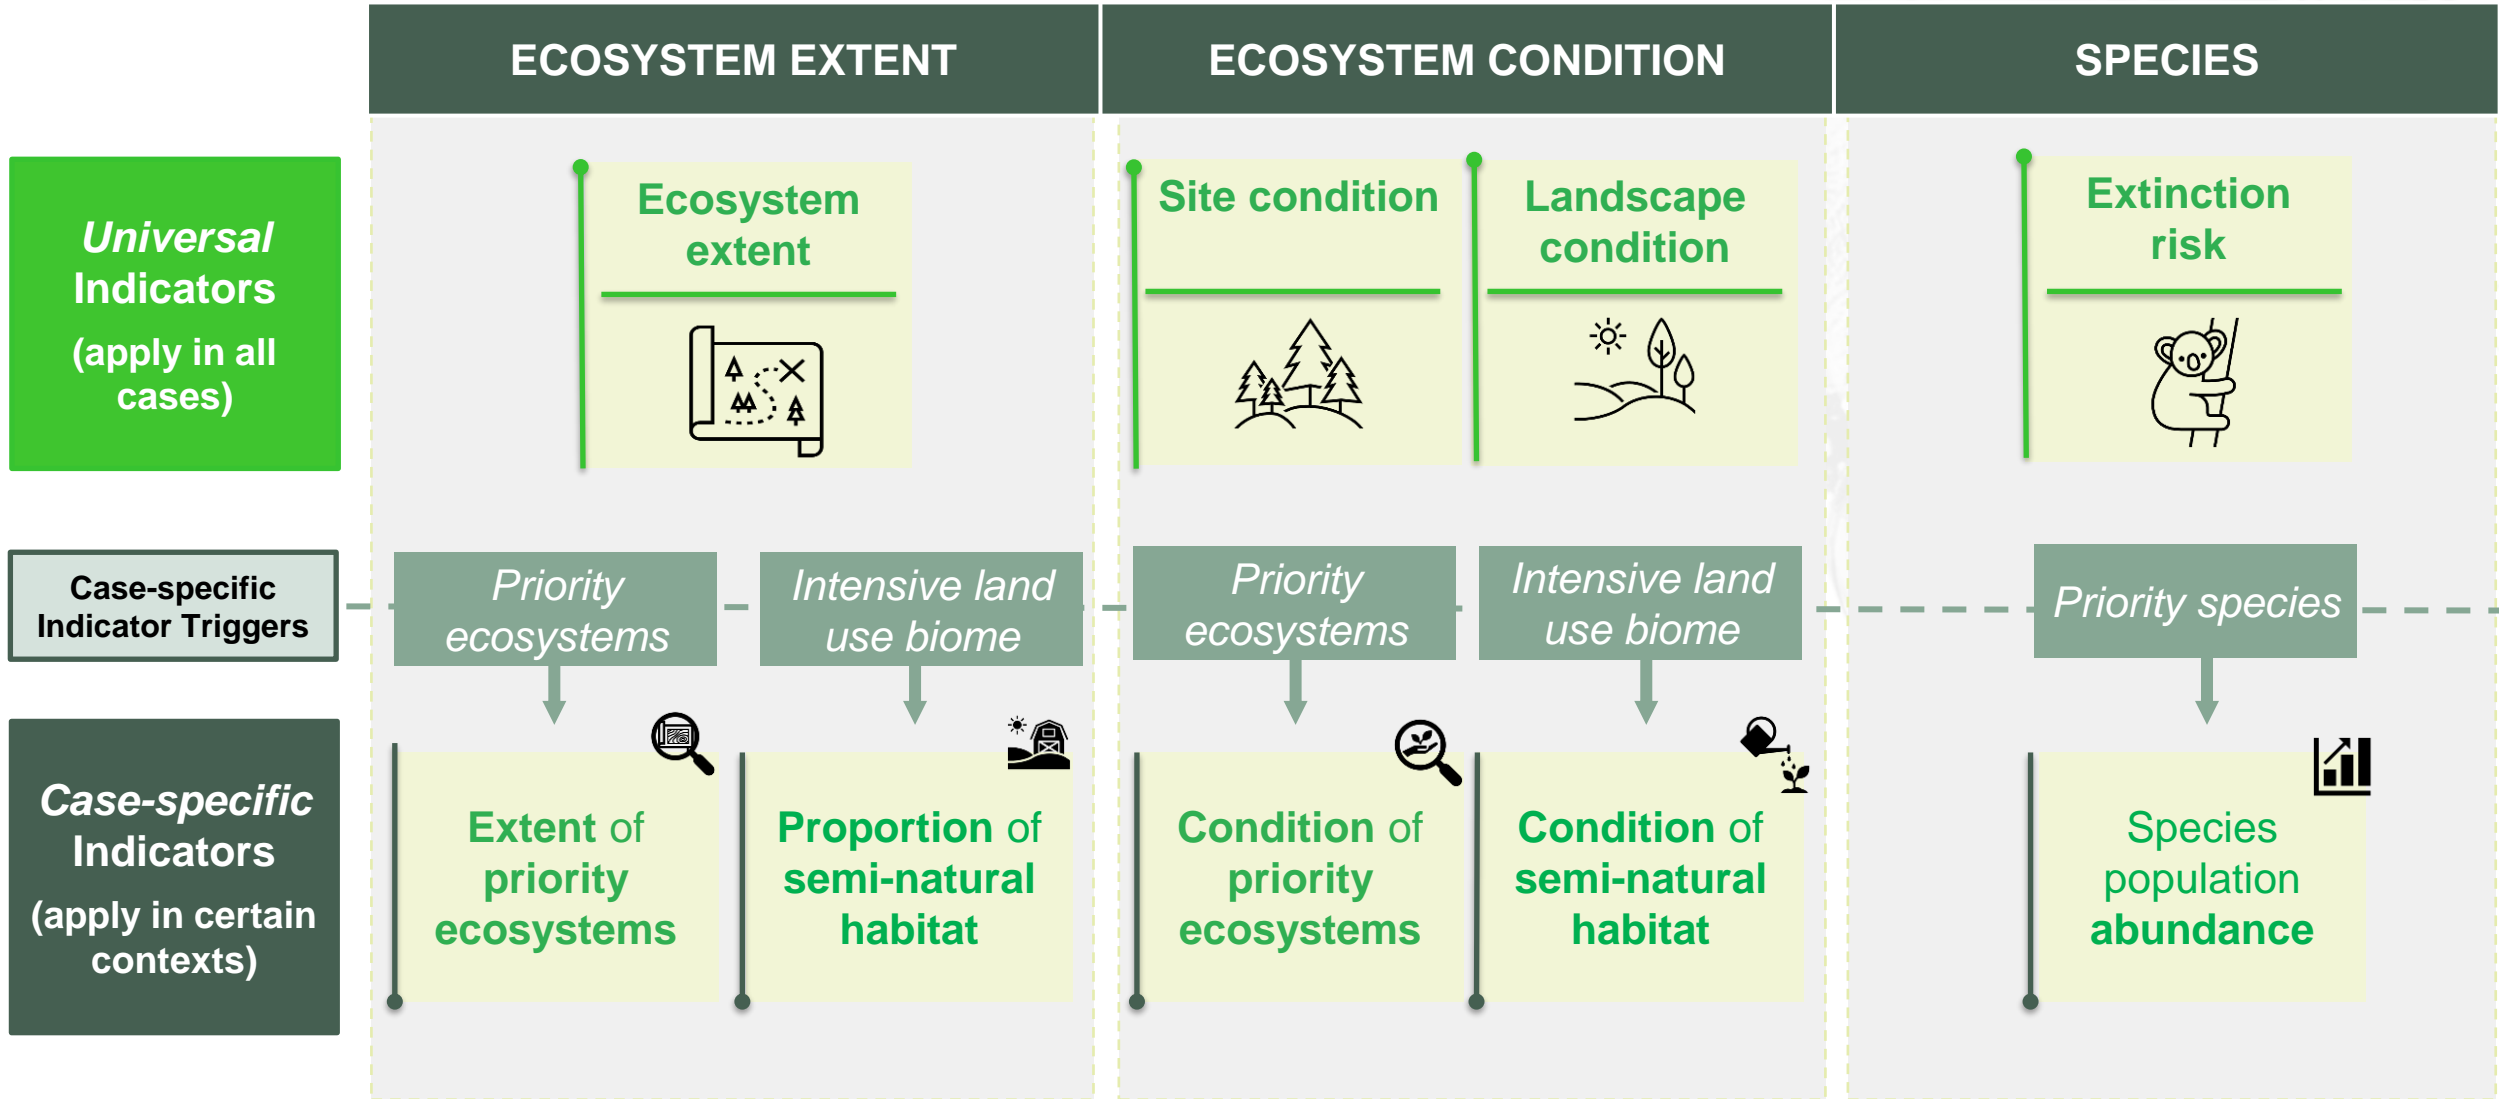 ECOSYSTEM EXTENT
ECOSYSTEM CONDITION
SPECIES
Universal
Indicators
(apply in all
cases)
Ecosystem
extent
Site condition
Landscape
condition
Extinction
risk
Case-specific
Indicator Triggers
Priority
ecosystems
Intensive land
use biome
Priority
ecosystems
Intensive land
use biome
Priority species
Case-specific
Indicators
(apply in certain
contexts)
Extent of
priority
ecosystems
Proportion of
semi-natural
habitat
Condition of
priority
ecosystems
Condition of
semi-natural
habitat
Species
population
abundance